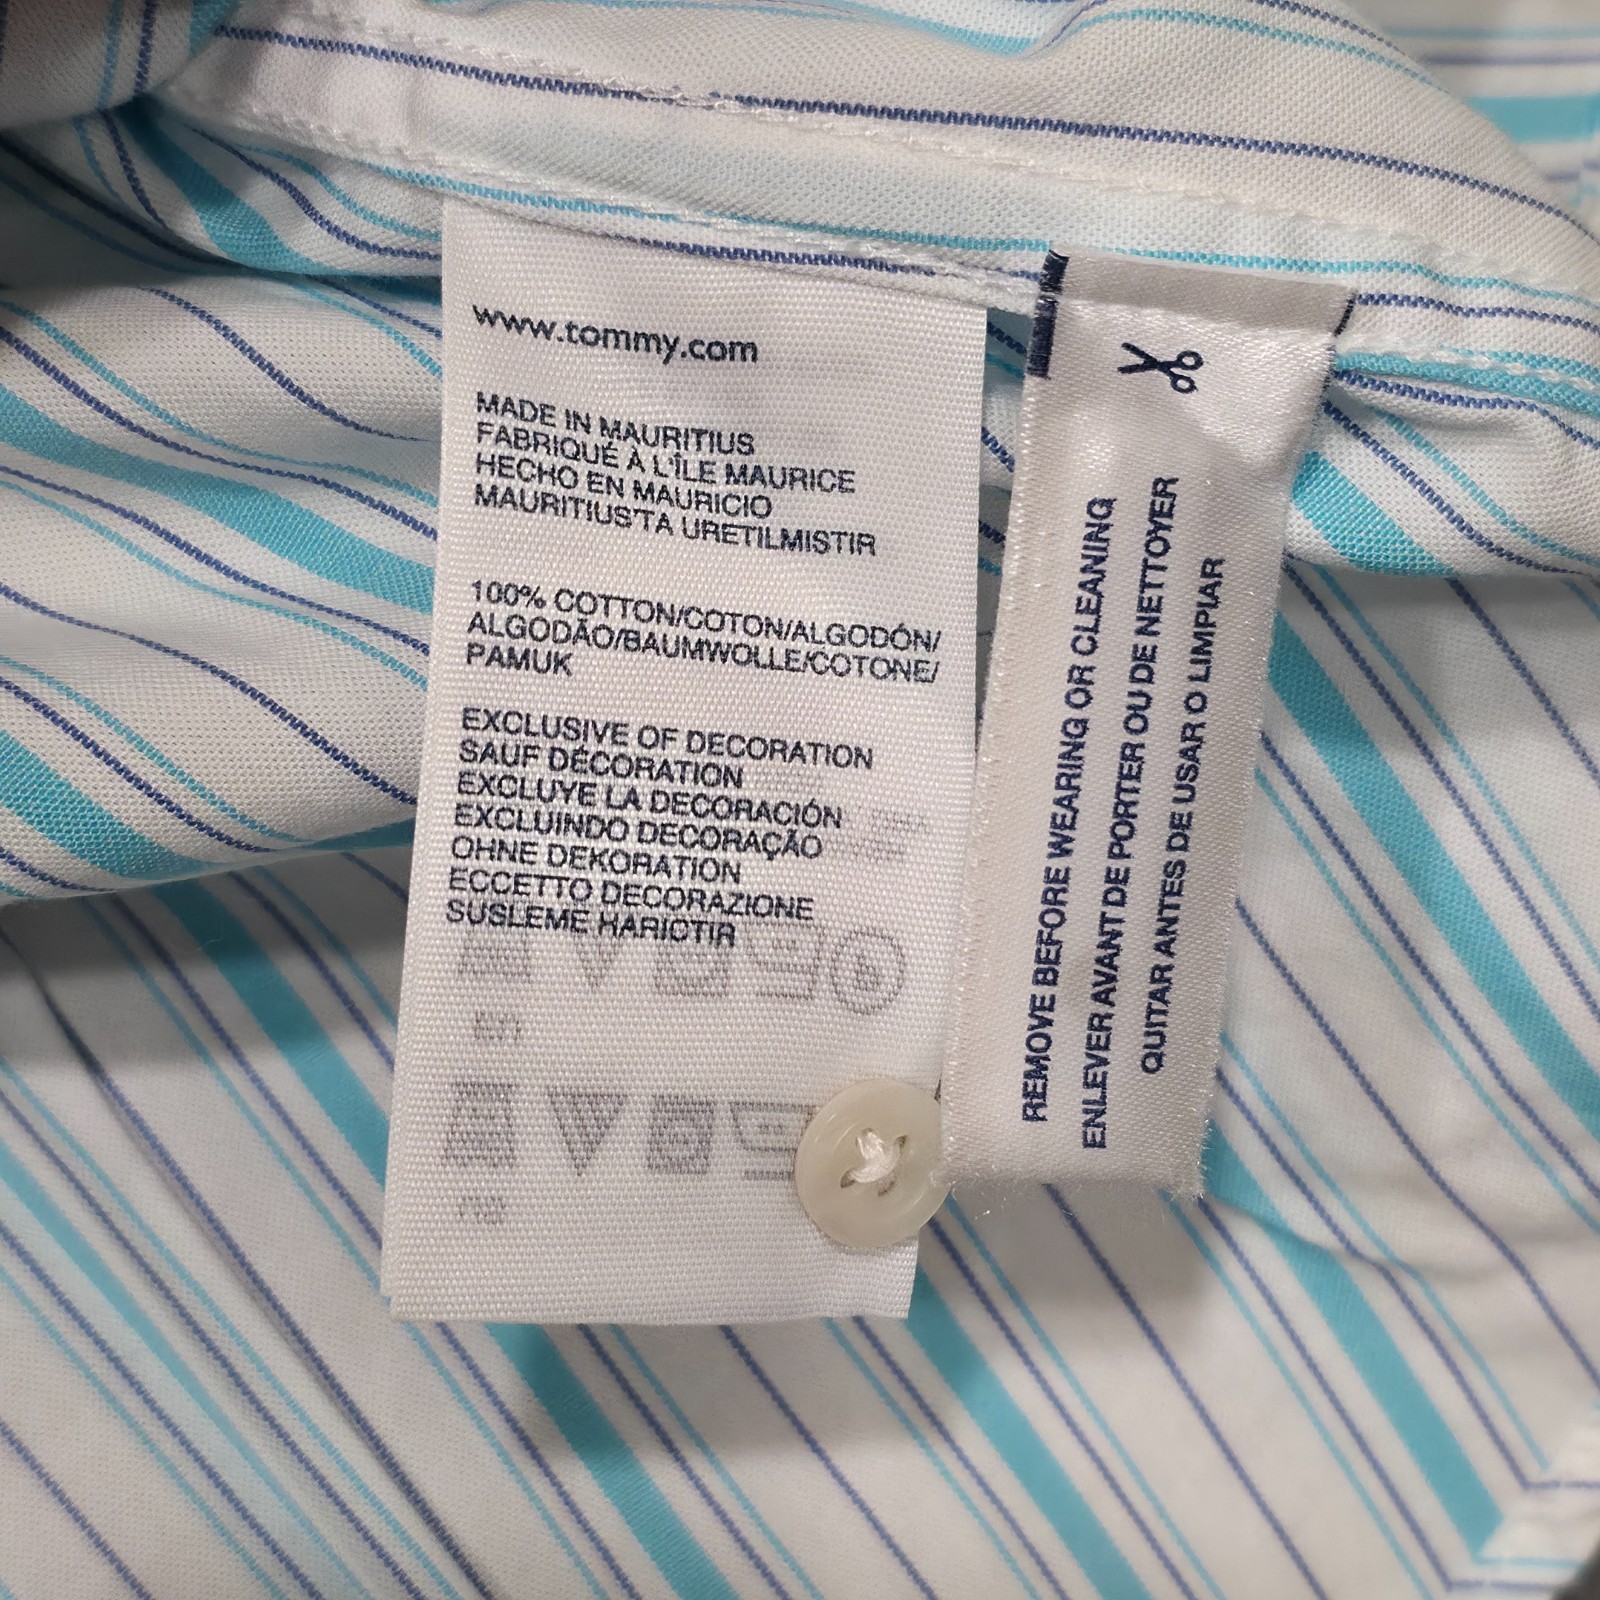 www.tommy.com
MADE IN MAURITIUS
FABRIQUÉ À L'ÎLE MAURICE
HECHO EN MAURICIO
MAURITIUS'TA URETILMISTIR
100% COTTON/COTON/ALGODÓN/
ALGODÃO/BAUMWOLLE/COTONE/
PAMUK
EXCLUSIVE OF DECORATION
SAUF DÉCORATION
EXCLUYE LA DECORACIÓN
EXCLUINDO DECORAÇÃO
OHNE DEKORATION
ECCETTO DECORAZIONE
SUSLEME HARICTIR
REMOVE BEFORE WEARING OR CLEANING
ENLEVER AVANT DE PORTER OU DE NETTOYER
QUITAR ANTES DE USAR O LIMPIAR